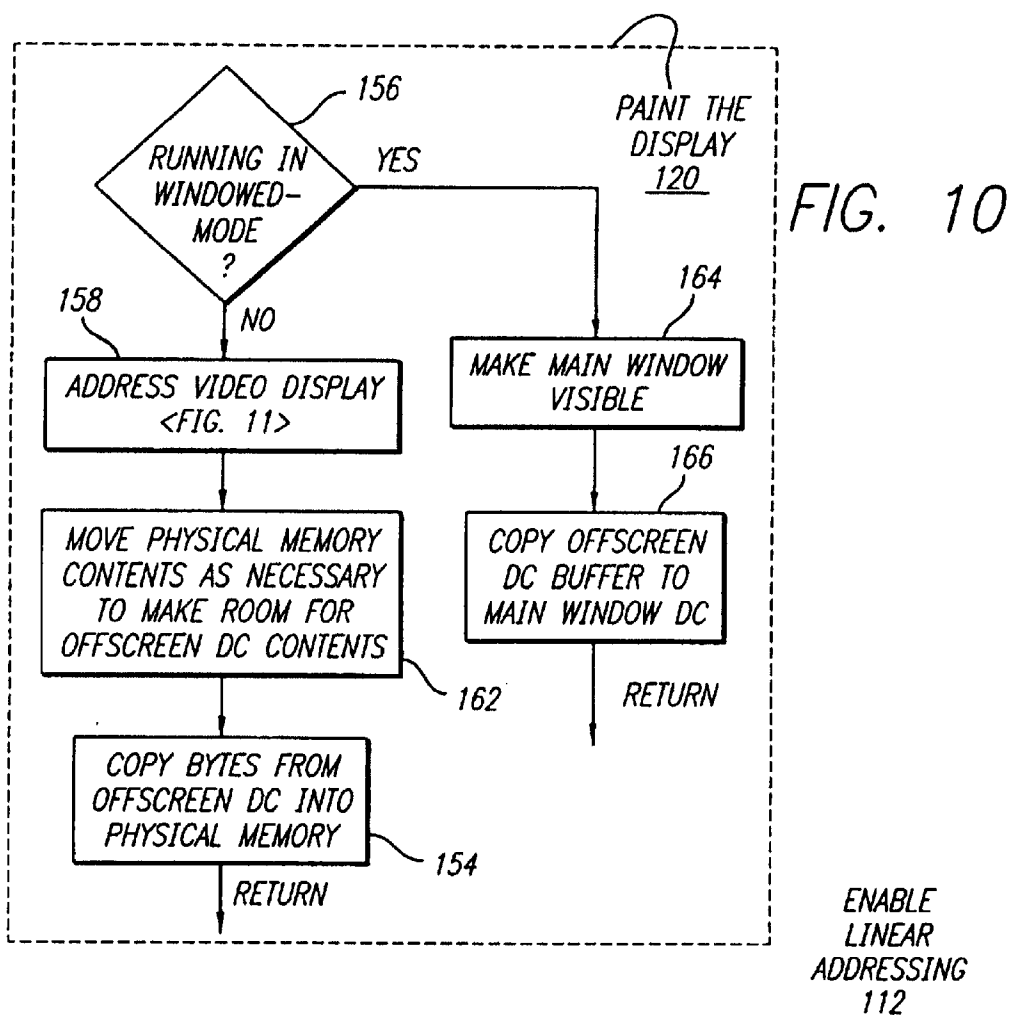 156
PAINT THE
DISPLAY
120
RUNNING IN
WINDOWED-
MODE
?
YES
FIG. 10
NO
158
ADDRESS VIDEO DISPLAY
<FIG. 11>
164
MAKE MAIN WINDOW
VISIBLE
MOVE PHYSICAL MEMORY
CONTENTS AS NECESSARY
TO MAKE ROOM FOR
OFFSCREEN DC CONTENTS
162
166
COPY OFFSCREEN
DC BUFFER TO
MAIN WINDOW DC
RETURN
COPY BYTES FROM
OFFSCREEN DC INTO
PHYSICAL MEMORY
154
RETURN
ENABLE
LINEAR
ADDRESSING
112